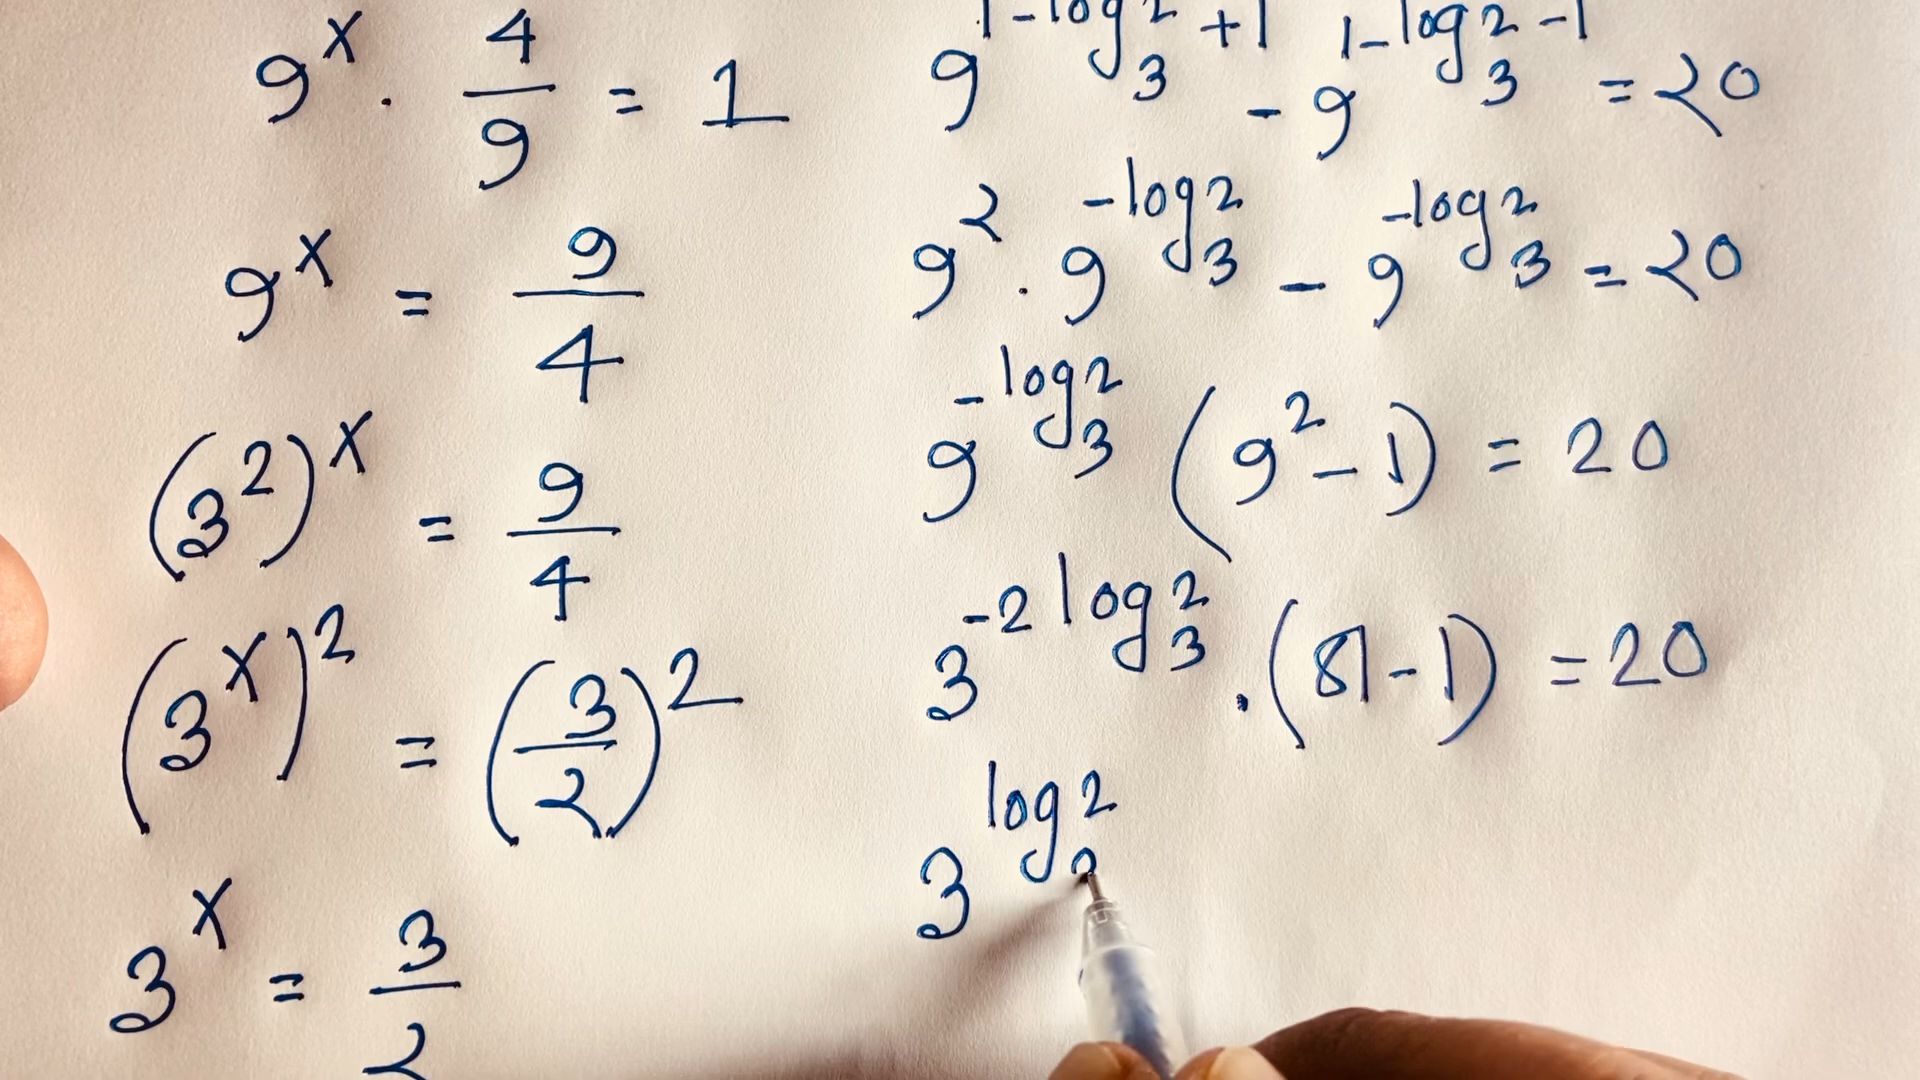 9^x . 4/9 = 1
9^x = 9/4
(3^2)^x = 9/4
(3^x)^2 = (3/2)^2
3^x = 3/2
9^(1-log_3 2 +1) - 9^(1-log_3 2 -1) = 20
9^2 . 9^(-log_3 2) - 9^(-log_3 2) = 20
9^(-log_3 2) (9^2 - 1) = 20
3^(-2 log_3 2) . (81 - 1) = 20
3^(log 2)